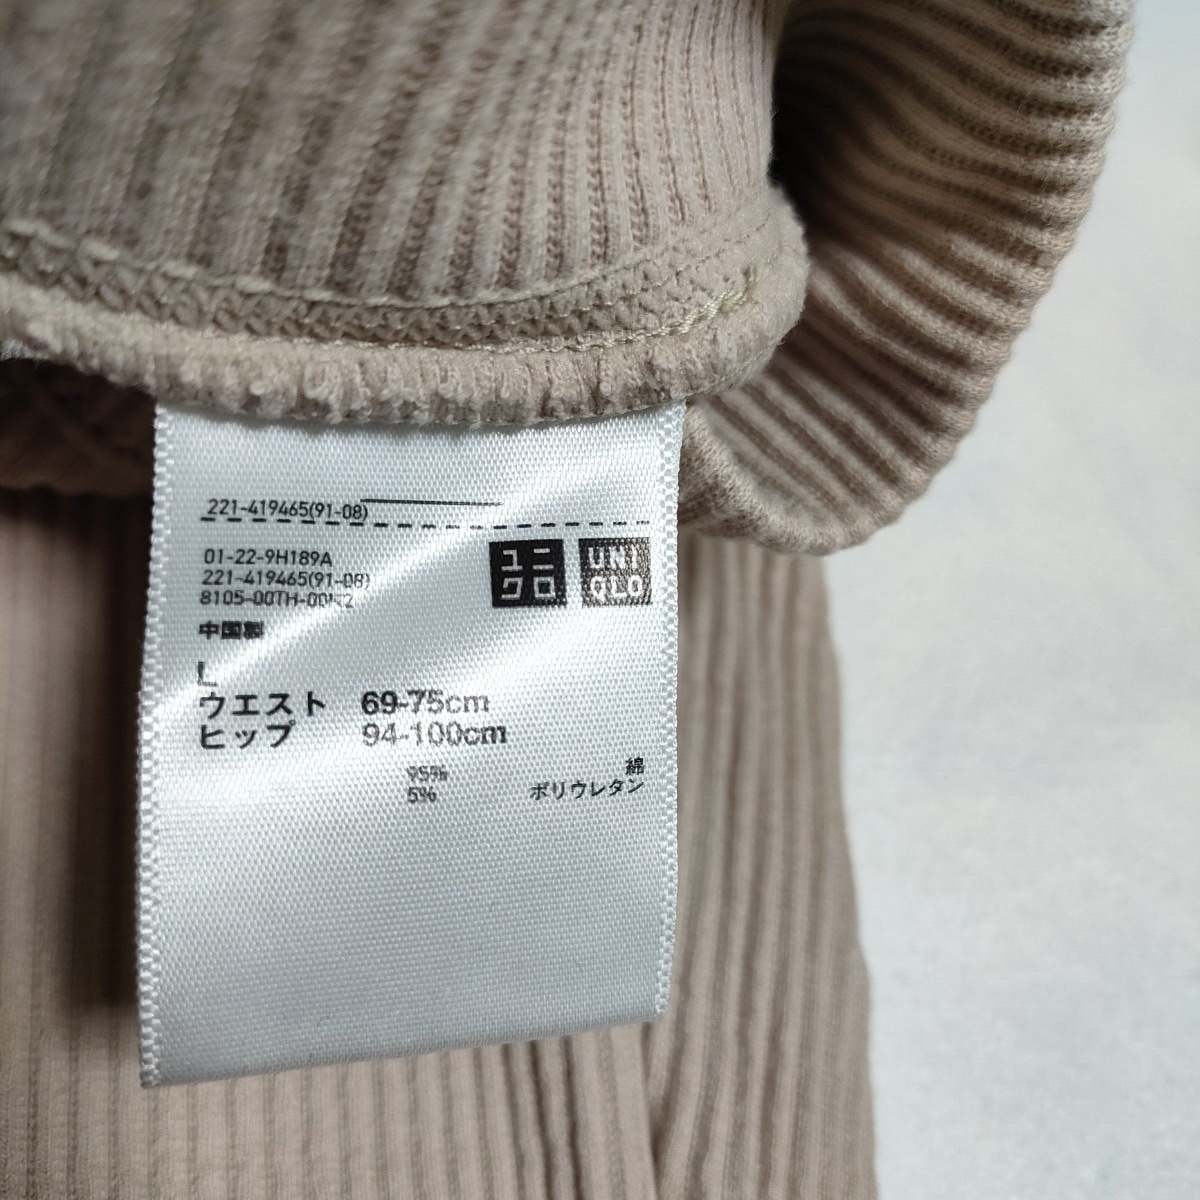 221-419465(91-08)
01-22-9H189A
221-419465(91-08)
ユニ
クロ
UNI
QLO
中国製
L
ウエスト 69-75cm
ヒップ 94-100cm
95% 綿
5% ポリウレタン